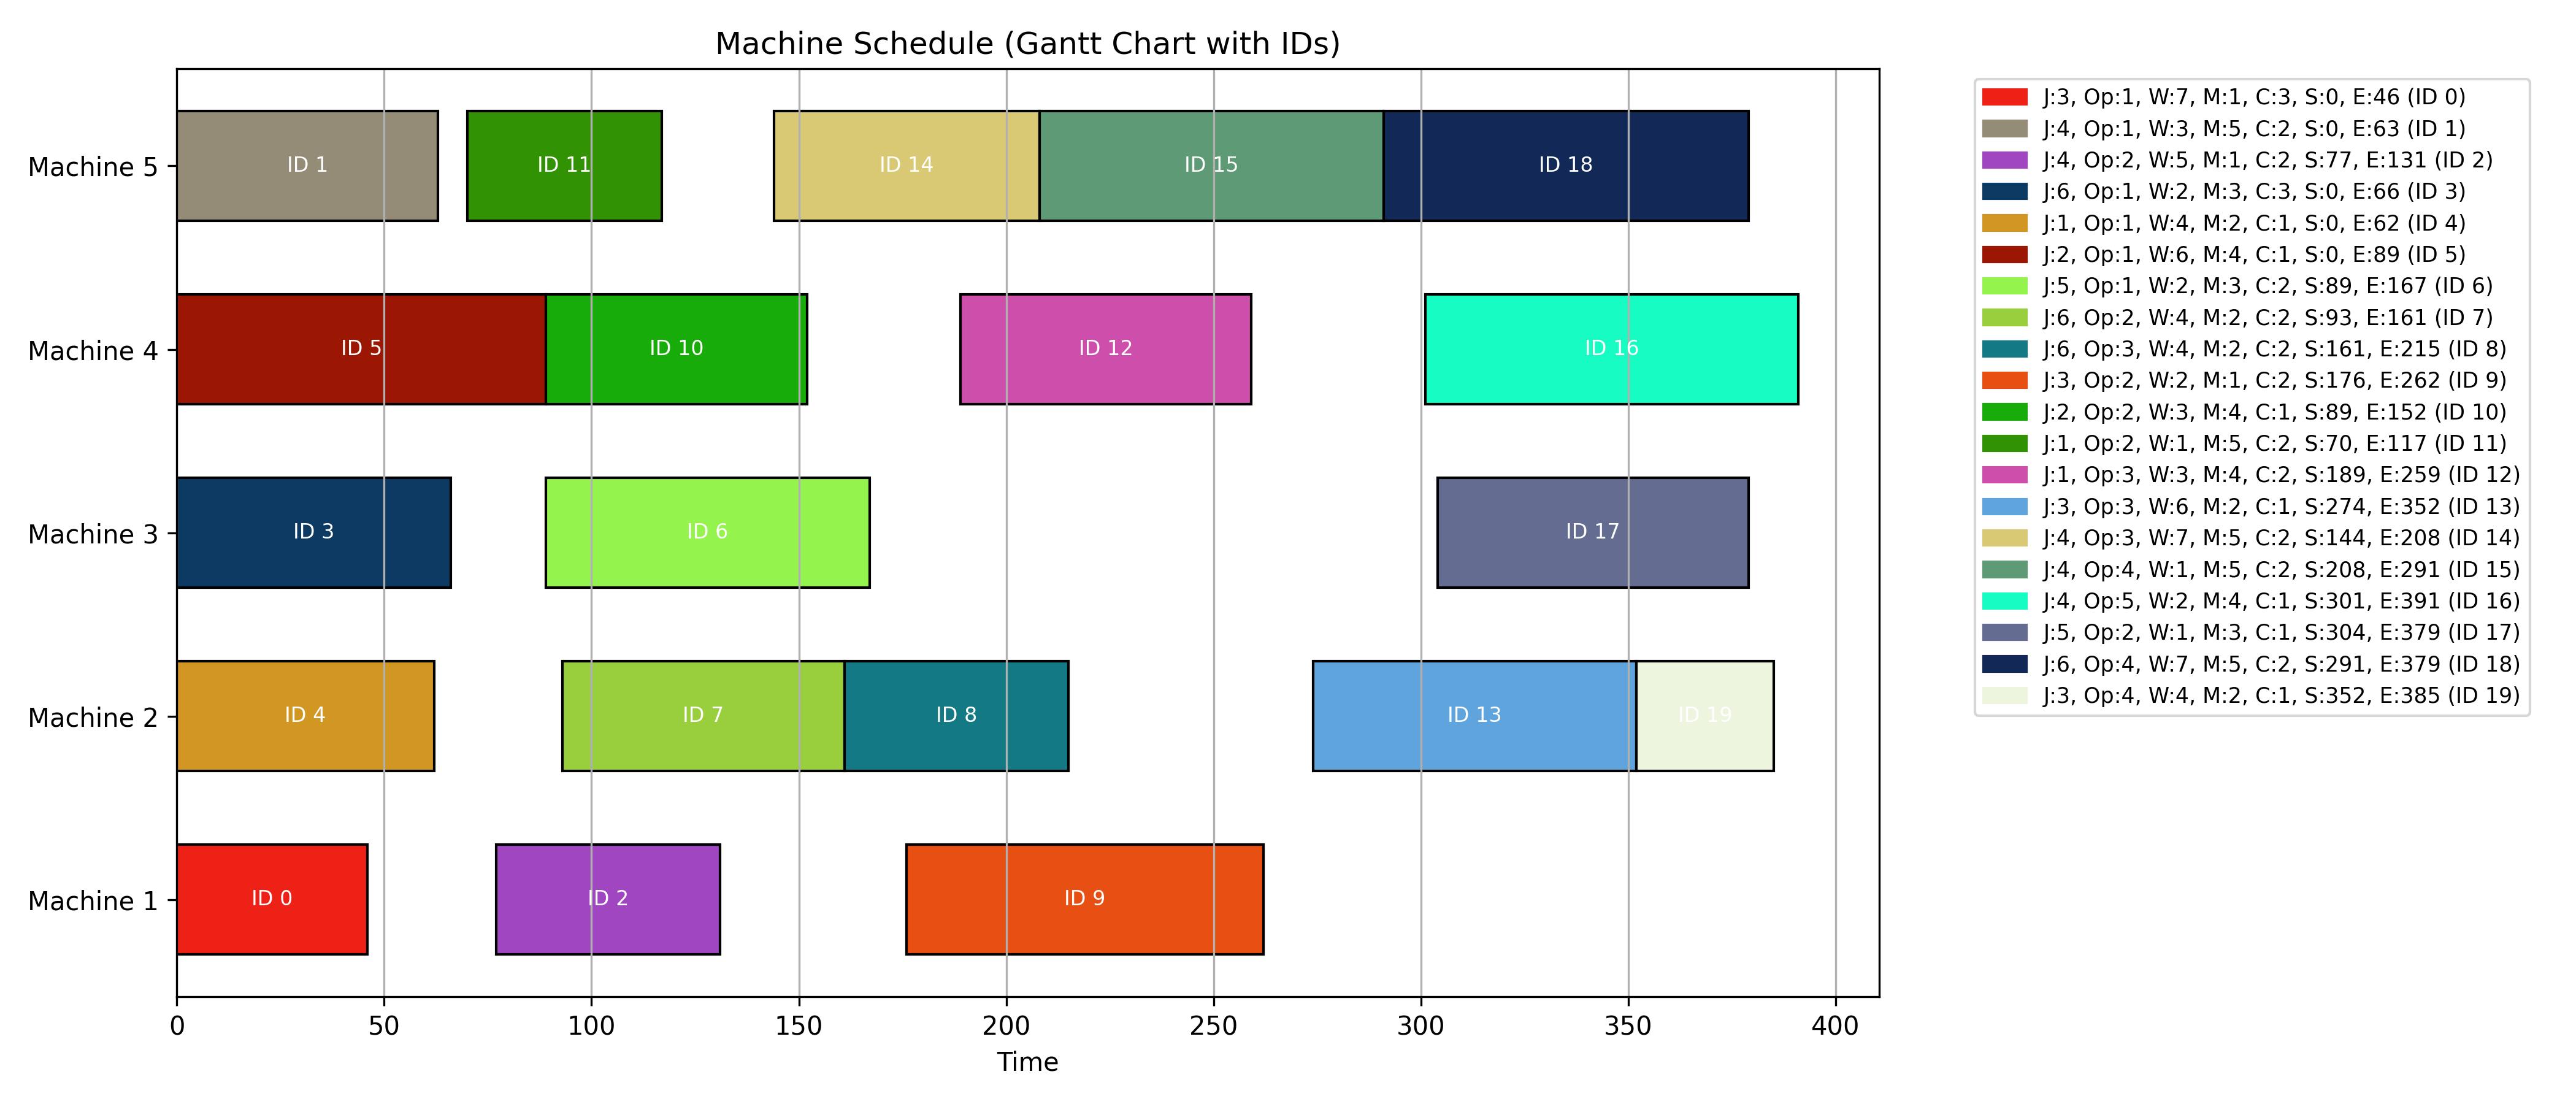 Machine Schedule (Gantt Chart with IDs)
Machine 5
ID 1
ID 11
ID 14
ID 15
ID 18
Machine 4
ID 5
ID 10
ID 12
ID 16
Machine 3
ID 3
ID 6
ID 17
Machine 2
ID 4
ID 7
ID 8
ID 13
ID 19
Machine 1
ID 0
ID 2
ID 9
0 50 100 150 200 250 300 350 400
Time
J:3, Op:1, W:7, M:1, C:3, S:0, E:46 (ID 0)
J:4, Op:1, W:3, M:5, C:2, S:0, E:63 (ID 1)
J:4, Op:2, W:5, M:1, C:2, S:77, E:131 (ID 2)
J:6, Op:1, W:2, M:3, C:3, S:0, E:66 (ID 3)
J:1, Op:1, W:4, M:2, C:1, S:0, E:62 (ID 4)
J:2, Op:1, W:6, M:4, C:1, S:0, E:89 (ID 5)
J:5, Op:1, W:2, M:3, C:2, S:89, E:167 (ID 6)
J:6, Op:2, W:4, M:2, C:2, S:93, E:161 (ID 7)
J:6, Op:3, W:4, M:2, C:2, S:161, E:215 (ID 8)
J:3, Op:2, W:2, M:1, C:2, S:176, E:262 (ID 9)
J:2, Op:2, W:3, M:4, C:1, S:89, E:152 (ID 10)
J:1, Op:2, W:1, M:5, C:2, S:70, E:117 (ID 11)
J:1, Op:3, W:3, M:4, C:2, S:189, E:259 (ID 12)
J:3, Op:3, W:6, M:2, C:1, S:274, E:352 (ID 13)
J:4, Op:3, W:7, M:5, C:2, S:144, E:208 (ID 14)
J:4, Op:4, W:1, M:5, C:2, S:208, E:291 (ID 15)
J:4, Op:5, W:2, M:4, C:1, S:301, E:391 (ID 16)
J:5, Op:2, W:1, M:3, C:1, S:304, E:379 (ID 17)
J:6, Op:4, W:7, M:5, C:2, S:291, E:379 (ID 18)
J:3, Op:4, W:4, M:2, C:1, S:352, E:385 (ID 19)